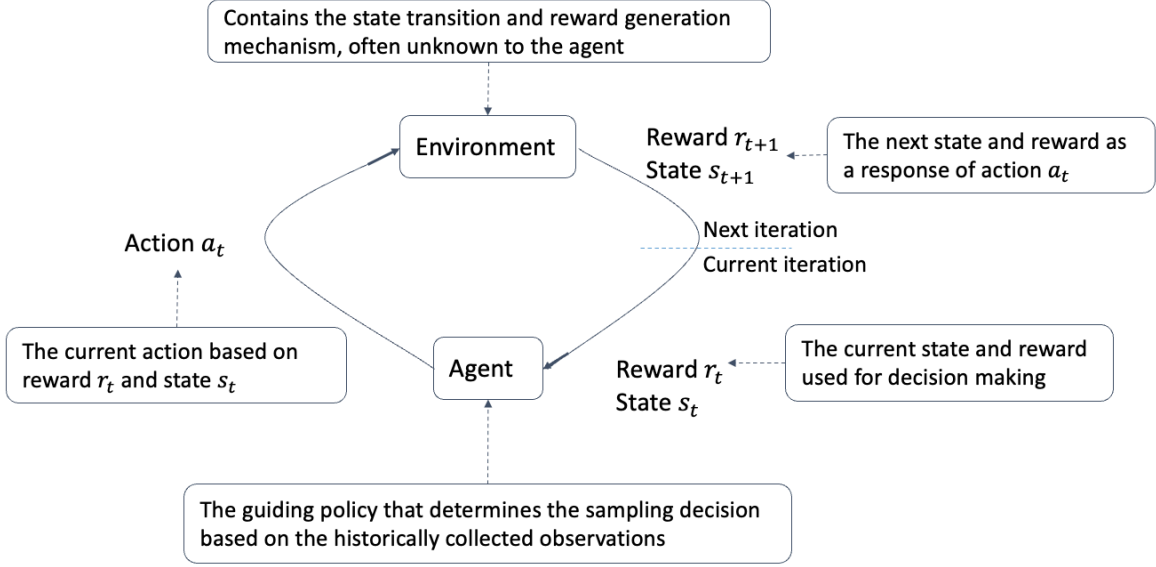 Contains the state transition and reward generation
mechanism, often unknown to the agent
Environment
Reward r_{t+1}
State s_{t+1}
The next state and reward as
a response of action a_t
Action a_t
Next iteration
Current iteration
The current action based on
reward r_t and state s_t
Agent
Reward r_t
State s_t
The current state and reward
used for decision making
The guiding policy that determines the sampling decision
based on the historically collected observations